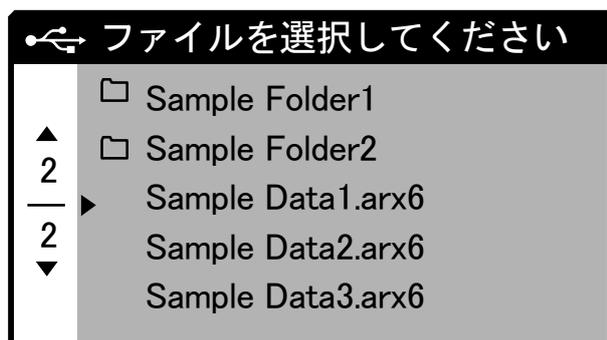 ファイルを選択してください
Sample Folder1
Sample Folder2
2
Sample Data1.arx6
2
Sample Data2.arx6
Sample Data3.arx6